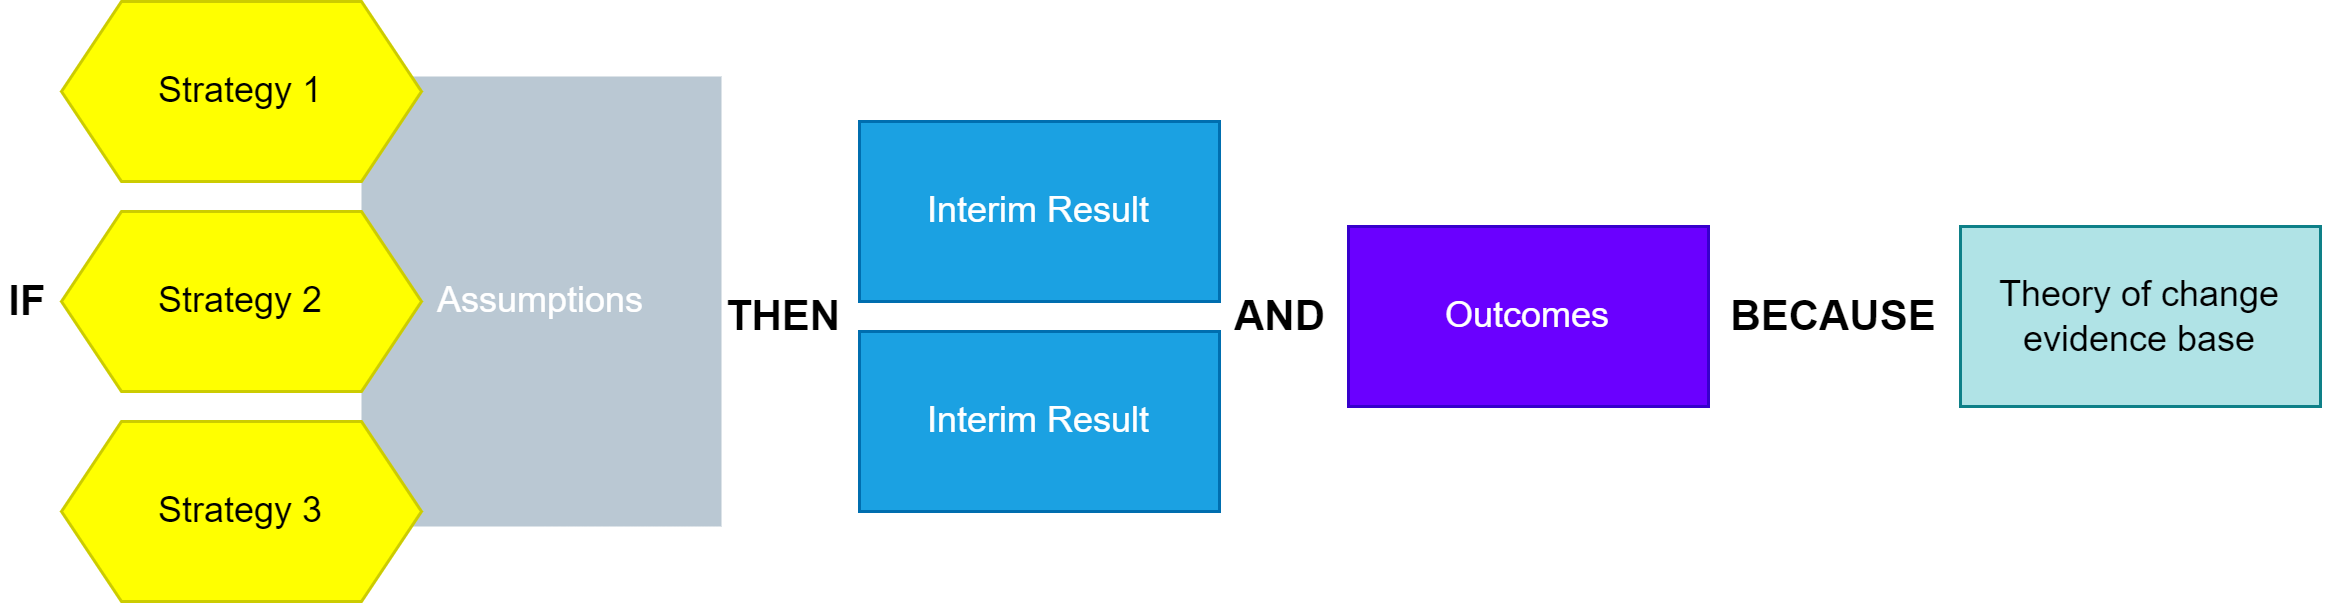 IF
Strategy 1
Strategy 2
Strategy 3
Assumptions
THEN
Interim Result
Interim Result
AND
Outcomes
BECAUSE
Theory of change
evidence base